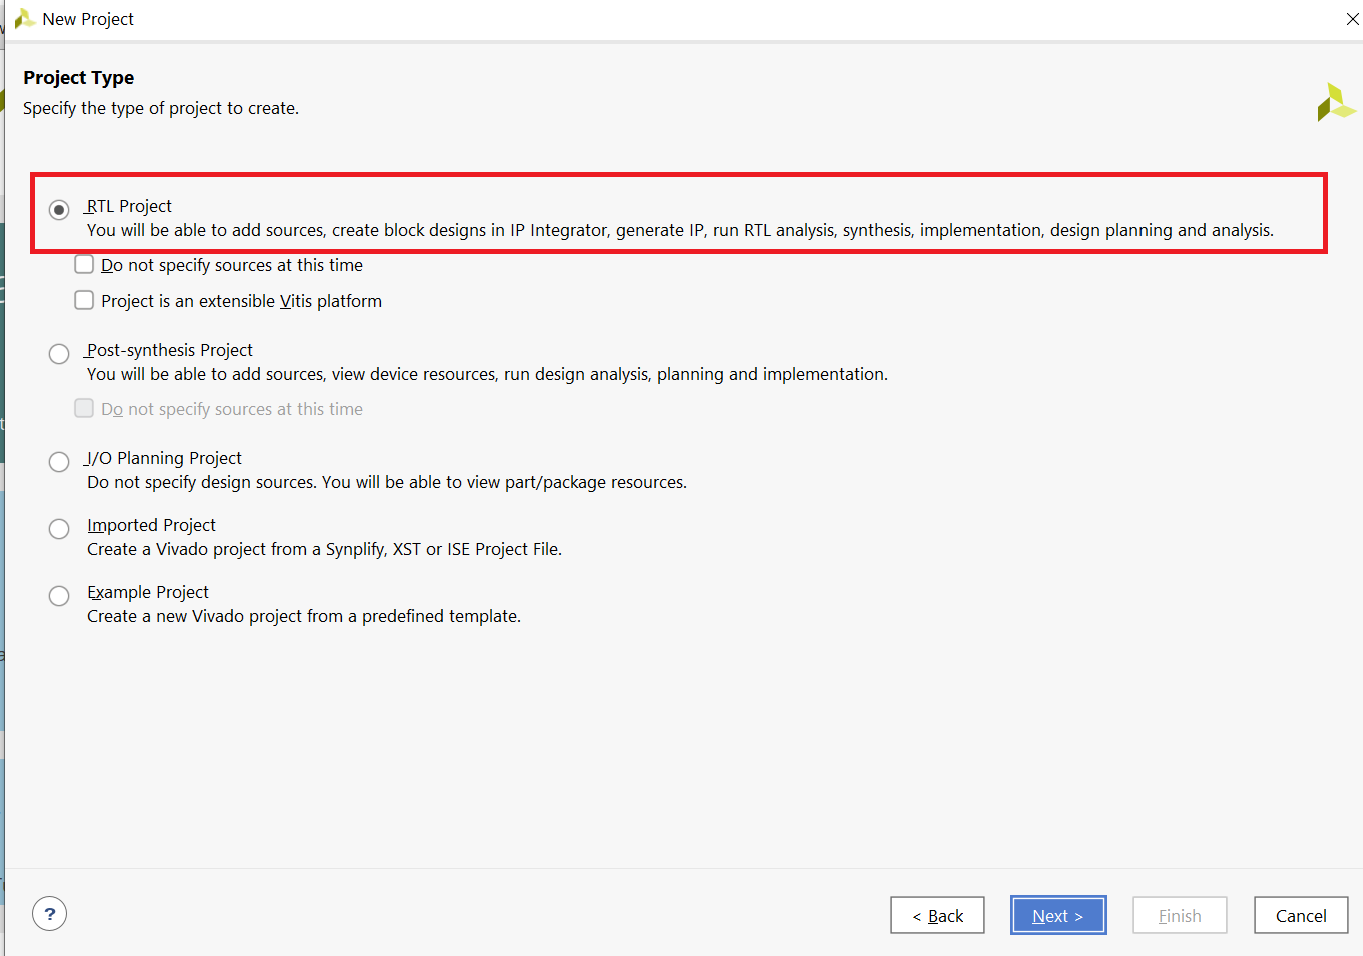 New Project
Project Type
Specify the type of project to create.
RTL Project
You will be able to add sources, create block designs in IP Integrator, generate IP, run RTL analysis, synthesis, implementation, design planning and analysis.
Do not specify sources at this time
Project is an extensible Vitis platform
Post-synthesis Project
You will be able to add sources, view device resources, run design analysis, planning and implementation.
Do not specify sources at this time
I/O Planning Project
Do not specify design sources. You will be able to view part/package resources.
Imported Project
Create a Vivado project from a Synplify, XST or ISE Project File.
Example Project
Create a new Vivado project from a predefined template.
? < Back Next > Finish Cancel